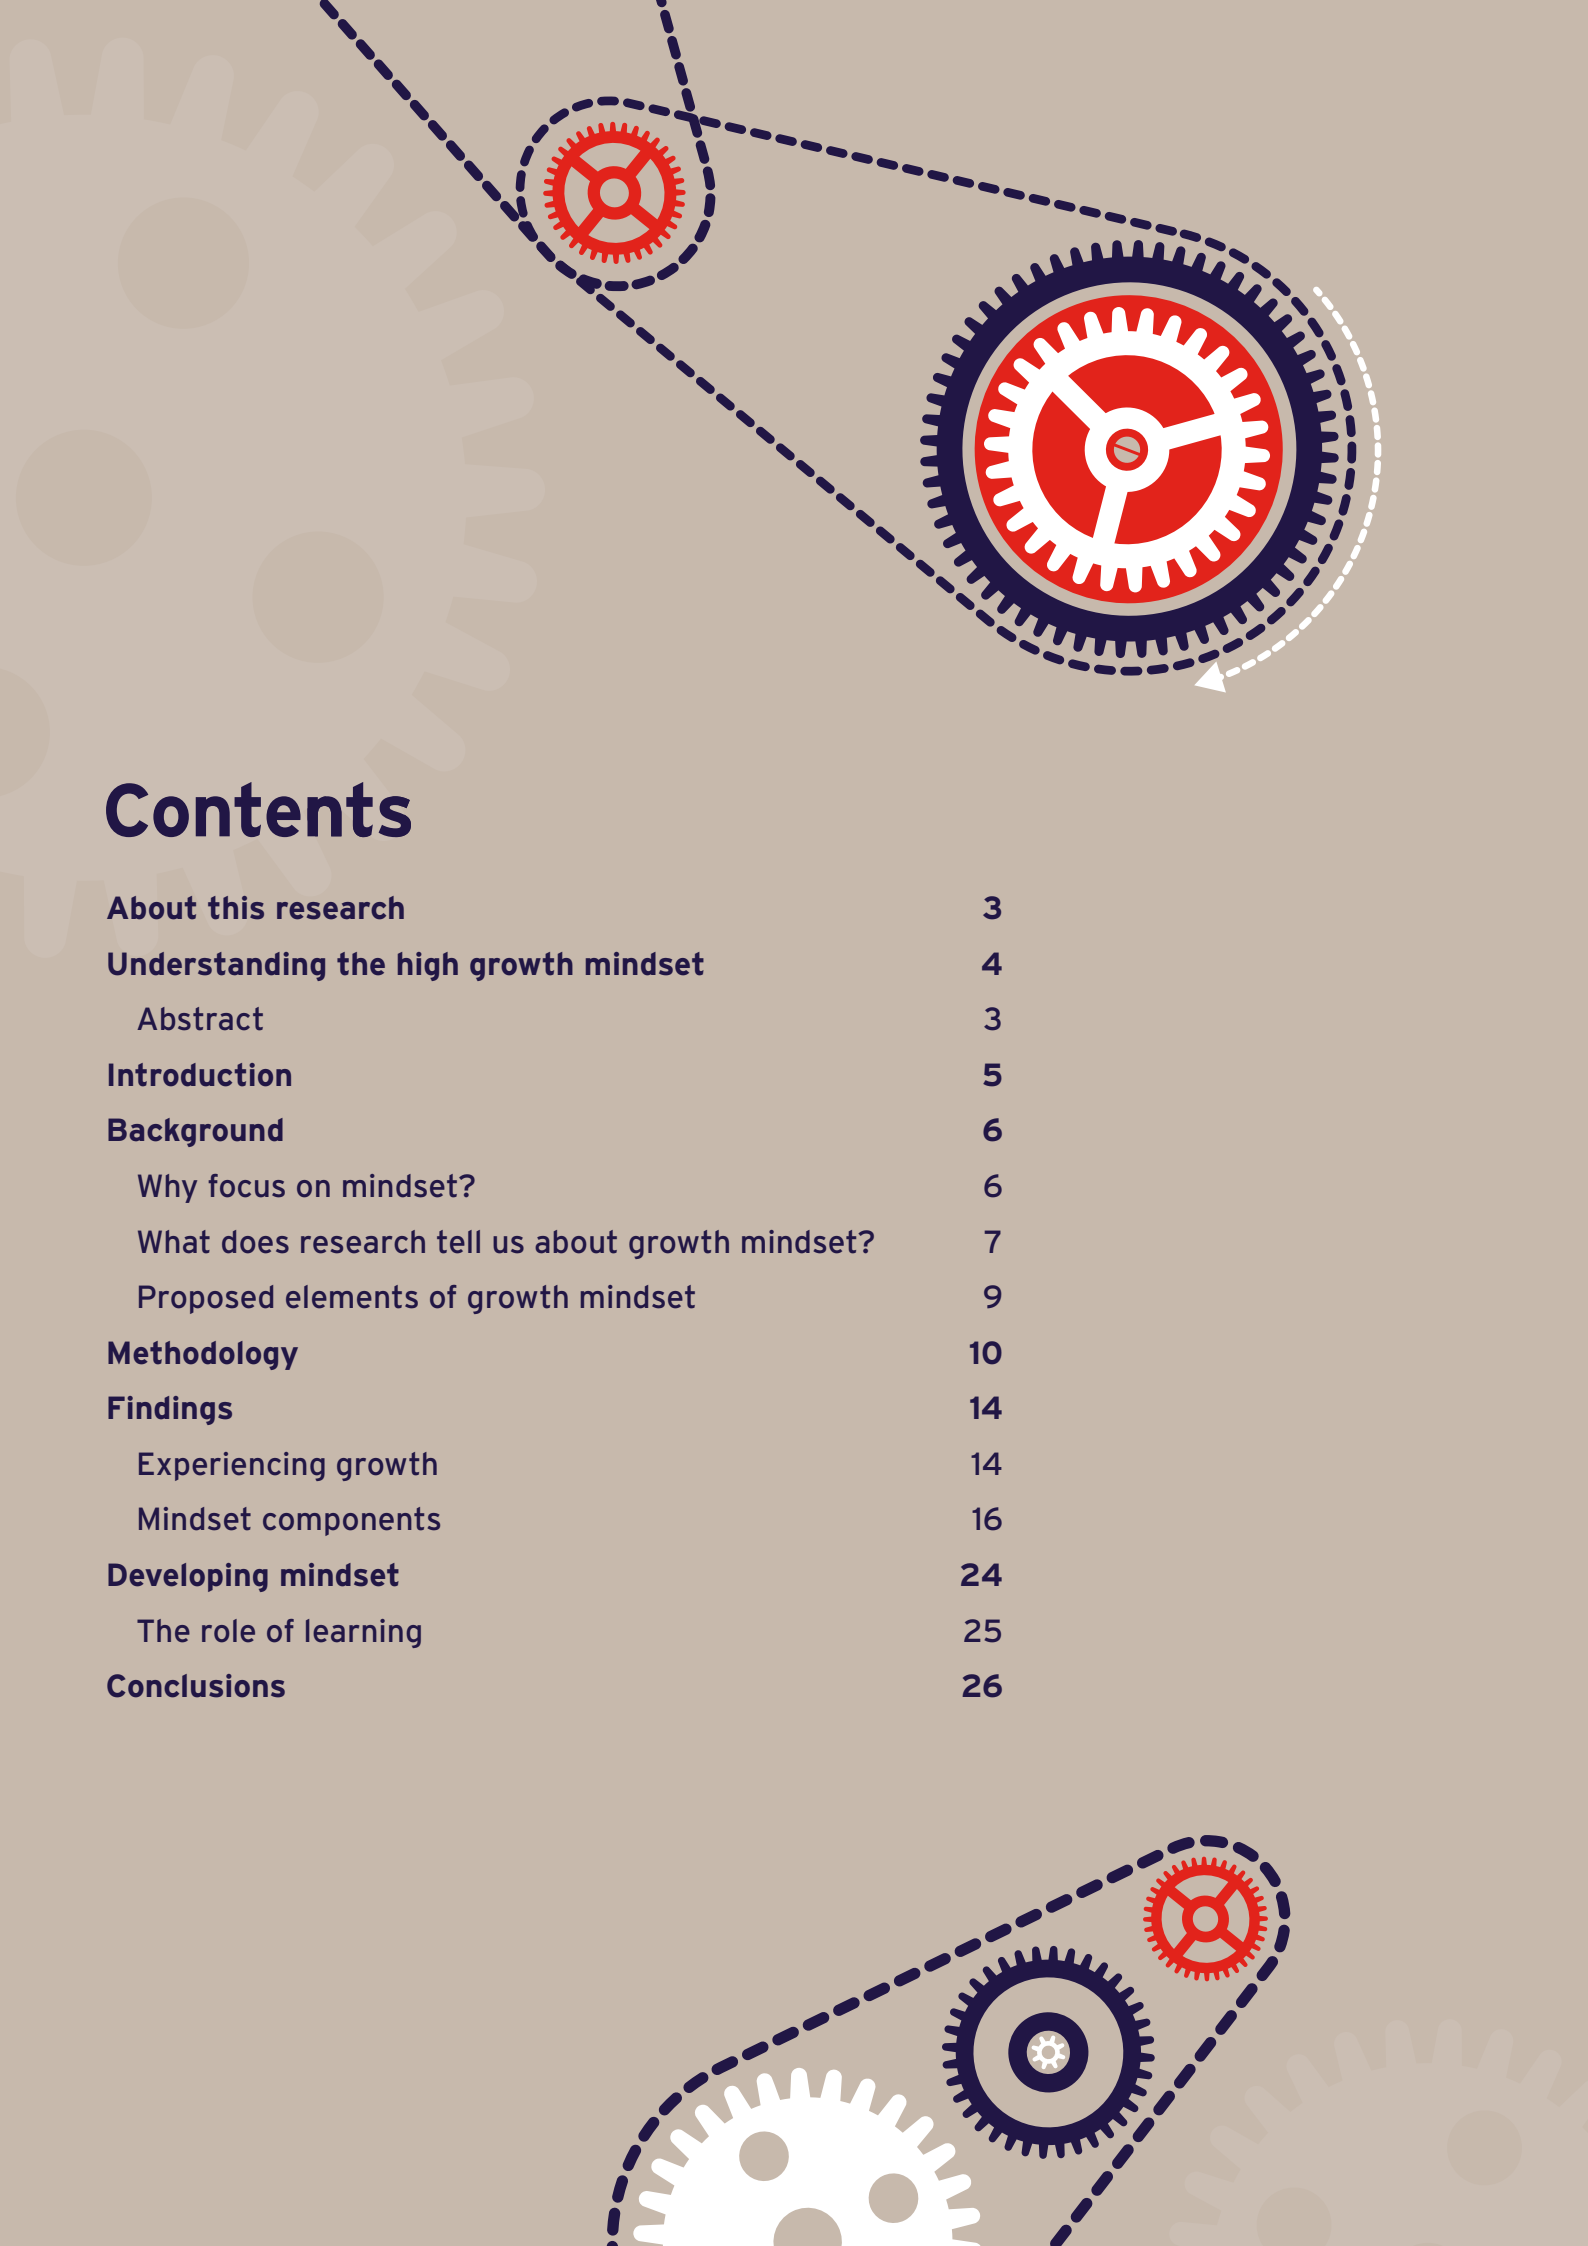 Contents
About this research 3
Understanding the high growth mindset 4
Abstract 3
Introduction 5
Background 6
Why focus on mindset? 6
What does research tell us about growth mindset? 7
Proposed elements of growth mindset 9
Methodology 10
Findings 14
Experiencing growth 14
Mindset components 16
Developing mindset 24
The role of learning 25
Conclusions 26